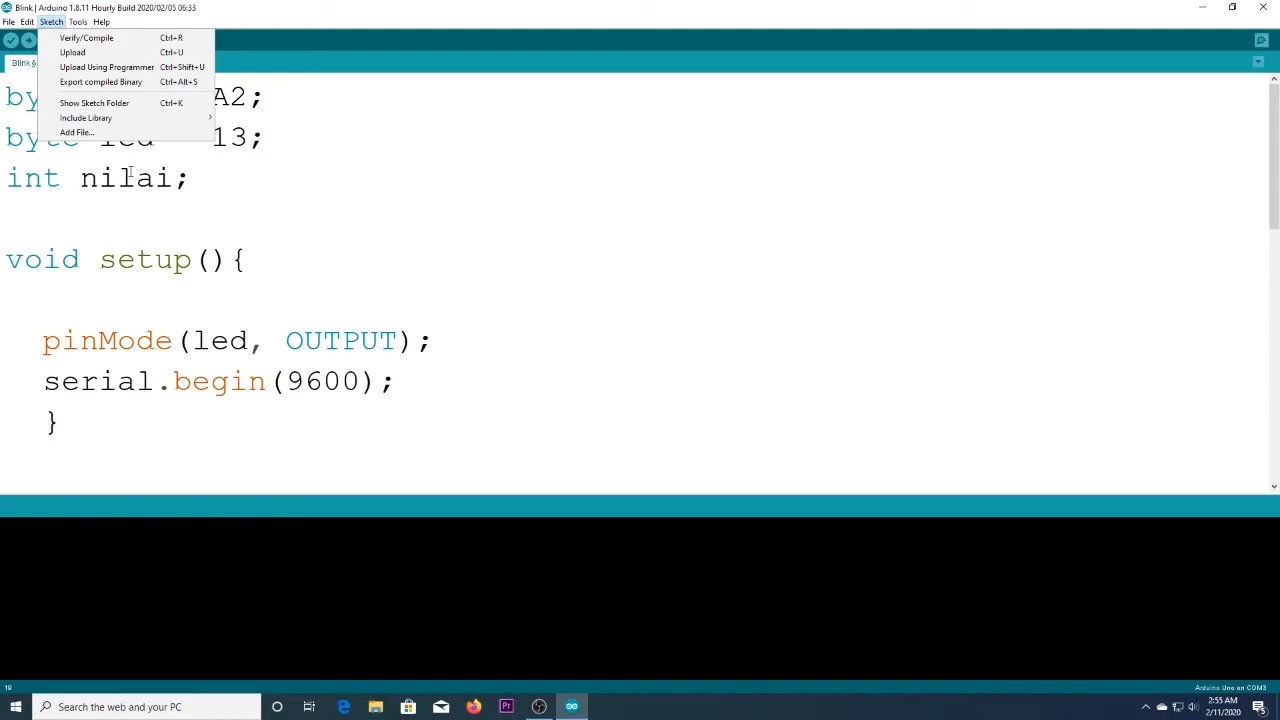 Blink | Arduino 1.8.11 Hourly Build 2020/02/05 06:33
File Edit Sketch Tools Help
Verify/Compile Ctrl+R
Upload Ctrl+U
Upload Using Programmer Ctrl+Shift+U
Export compiled Binary Ctrl+Alt+S
Show Sketch Folder Ctrl+K
Include Library
Add File...
Blink §
A2;
byte led 13;
int nilai;
void setup(){
pinMode(led, OUTPUT);
serial.begin(9600);
}
19
Arduino Uno on COM3
Search the web and your PC
Pr
2:55 AM
2/11/2020
5